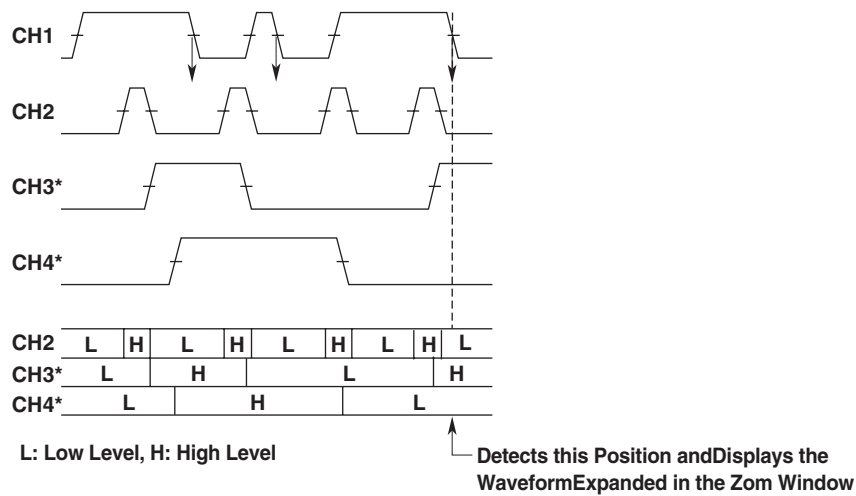 CH1
CH2
CH3*
CH4*
CH2 L H L H L H L H L
CH3* L H L H
CH4* L H L
L: Low Level, H: High Level
Detects this Position andDisplays the
WaveformExpanded in the Zom Window